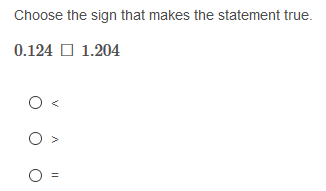 Choose the sign that makes the statement true.
0.124 □ 1.204
<
>
=